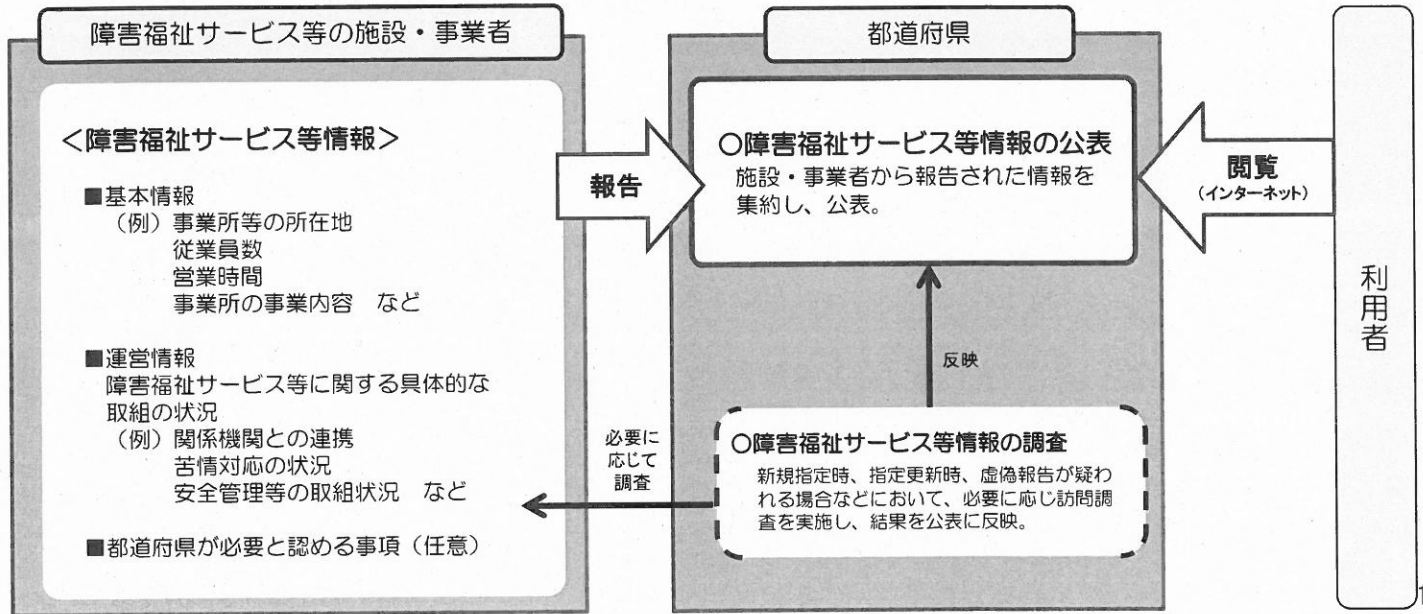 障害福祉サービス等の施設・事業者
<障害福祉サービス等情報>
■基本情報
(例)事業所等の所在地
従業員数
営業時間
事業所の事業内容 など
■運営情報
障害福祉サービス等に関する具体的な
取組の状況
(例)関係機関との連携
苦情対応の状況
安全管理等の取組状況 など
■都道府県が必要と認める事項(任意)
報告
必要に
応じて
調査
都道府県
○障害福祉サービス等情報の公表
施設・事業者から報告された情報を
集約し、公表。
反映
○障害福祉サービス等情報の調査
新規指定時、指定更新時、虚偽報告が疑わ
れる場合などにおいて、必要に応じ訪問調
査を実施し、結果を公表に反映。
閲覧
(インターネット)
利用者